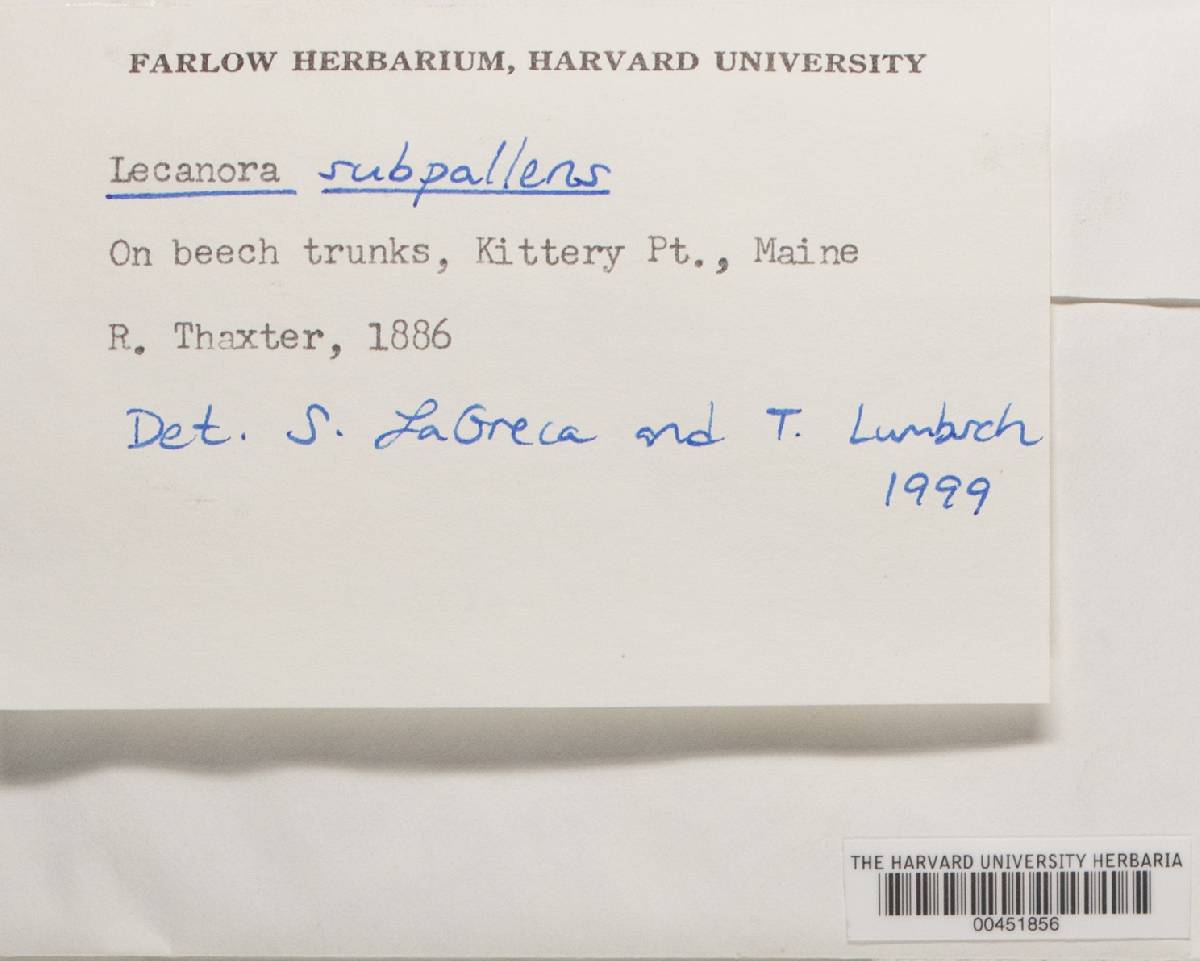 FARLOW HERBARIUM, HARVARD UNIVERSITY
Lecanora subpallens
On beech trunks, Kittery Pt., Maine
R. Thaxter, 1886
Det. S. LaGreca and T. Lumbsch
1999
THE HARVARD UNIVERSITY HERBARIA
00451856